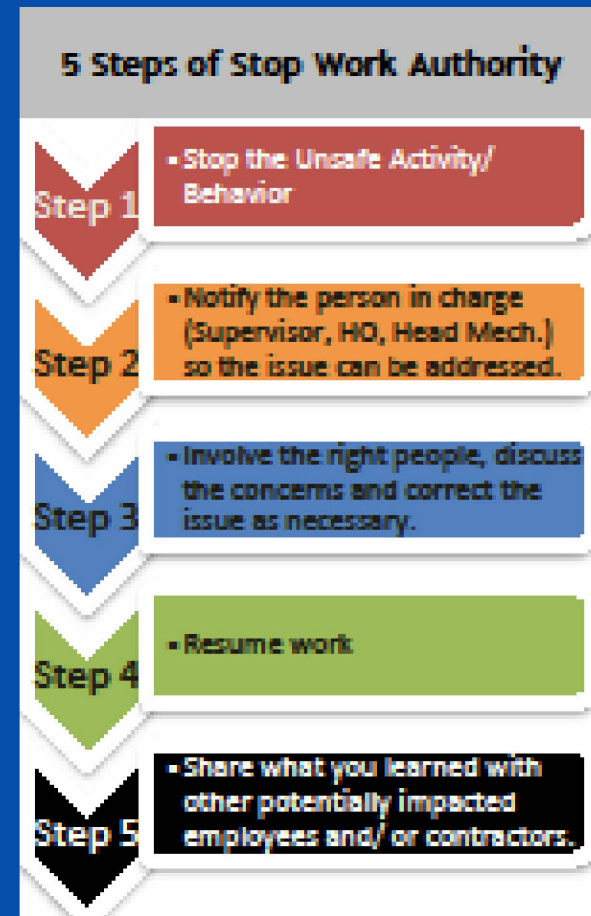 5 Steps of Stop Work Authority
Step 1
▪ Stop the Unsafe Activity/
Behavior
Step 2
▪ Notify the person in charge
(Supervisor, HO, Head Mech.)
so the issue can be addressed.
Step 3
▪ Involve the right people, discuss
the concerns and correct the
issue as necessary.
Step 4
▪ Resume work
Step 5
▪ Share what you learned with
other potentially impacted
employees and/ or contractors.